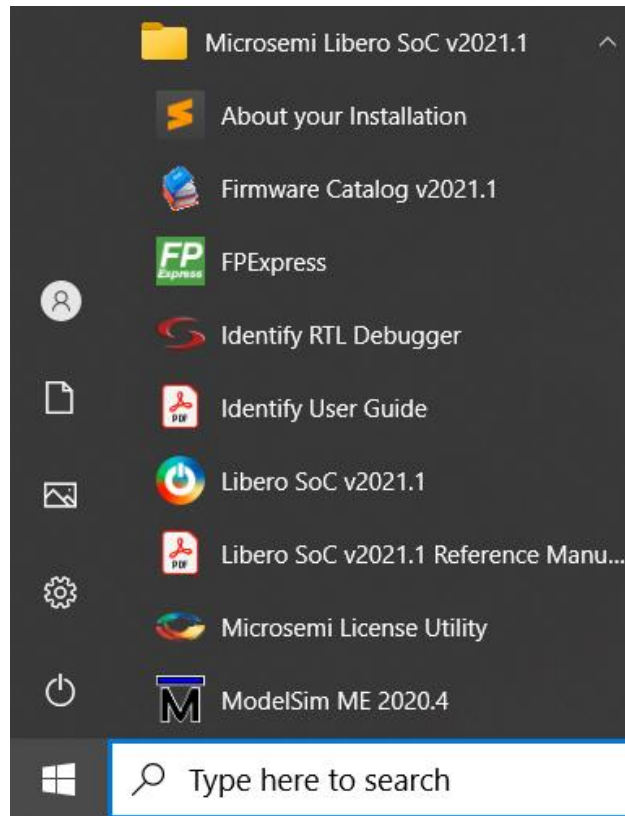 Microsemi Libero SoC v2021.1
About your Installation
Firmware Catalog v2021.1
FP
Express
FPExpress
Identify RTL Debugger
PDF
Identify User Guide
Libero SoC v2021.1
PDF
Libero SoC v2021.1 Reference Manu...
Microsemi License Utility
M
ModelSim ME 2020.4
Type here to search